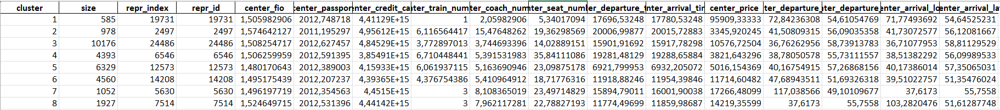 cluster size repr_index repr_id center_fio center_passpor enter_credit_ca nter_train_num ter_coach_num nter_seat_numl er_departure_t nter_arrival_tir center_price ter_departure_ nter_departure_ enter_arrival_lo enter_arrival_lat
1 585 19731 19731 1,505982906 2012,748718 4,41129E+15 1 2,05982906 5,34017094 17696,53248 17780,53248 95909,33333 72,84236308 54,61054769 71,77493692 54,64525231
2 978 2497 2497 1,574642127 2011,195297 4,95612E+15 6,116564417 15,47648262 19,36298569 20006,99877 20015,72883 3345,920245 41,50809315 56,09035358 41,73072577 56,12081667
3 10176 24486 24486 1,508254717 2012,627457 4,84529E+15 3,772897013 3,744693396 14,02889151 15901,91692 15917,78298 10576,72504 36,76262956 58,73913783 36,71077953 58,81129529
4 4393 6546 6546 1,506259959 2012,591395 3,85491E+15 6,710448441 5,391531983 35,84111086 19281,48129 19288,65884 3821,643296 38,78050578 55,73111557 38,51382292 56,09989533
5 6329 12573 12573 1,480170643 2012,389003 4,15933E+15 6,061937115 5,163690946 23,09875178 6921,799953 6932,205072 5016,154369 40,16754915 57,26868156 40,17386014 57,35065031
6 4560 14208 14208 1,495175439 2012,207237 4,39365E+15 4,376754386 5,410964912 18,71776316 11918,88246 11954,39846 11714,60482 47,68943511 51,69326318 39,51022757 51,35476024
7 1052 5630 5630 1,496197719 2012,354563 4,4515E+15 3 8,108365019 23,49714829 15894,79011 16001,90038 17266,48099 117,038566 49,10109677 37,6173 55,7558
8 1927 7514 7514 1,524649715 2012,531396 4,44142E+15 3 7,962117281 22,78827193 11774,49699 11859,98687 14219,35599 37,6173 55,7558 103,2820476 51,61287748